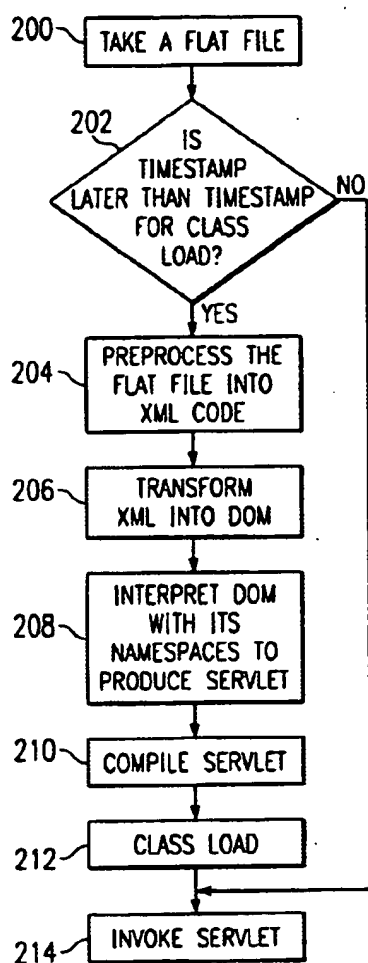 200
TAKE A FLAT FILE
202
IS
TIMESTAMP
LATER THAN TIMESTAMP
FOR CLASS
LOAD?
NO
YES
204
PREPROCESS THE
FLAT FILE INTO
XML CODE
206
TRANSFORM
XML INTO DOM
208
INTERPRET DOM
WITH ITS
NAMESPACES TO
PRODUCE SERVLET
210
COMPILE SERVLET
212
CLASS LOAD
214
INVOKE SERVLET